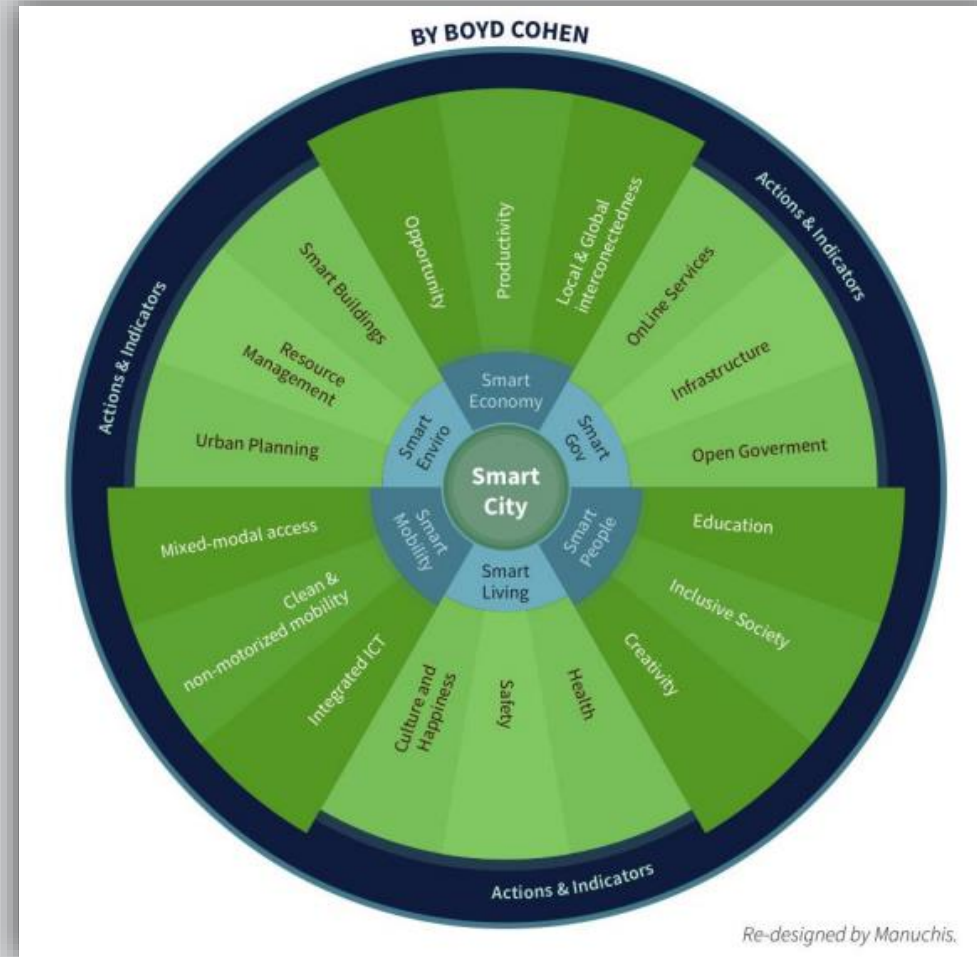 BY BOYD COHEN
Actions & Indicators
Actions & Indicators
Actions & Indicators
Opportunity
Productivity
Local & Global
interconnectedness
Smart Buildings
Resource
Management
Urban Planning
OnLine Services
Infrastructure
Open Goverment
Smart
Economy
Smart
Enviro
Smart
Gov
Smart
City
Smart
Mobility
Smart
People
Smart
Living
Mixed-modal access
Clean &
non-motorized mobility
Integrated ICT
Culture and
Happiness
Safety
Health
Education
Inclusive Society
Creativity
Re-designed by Manuchis.